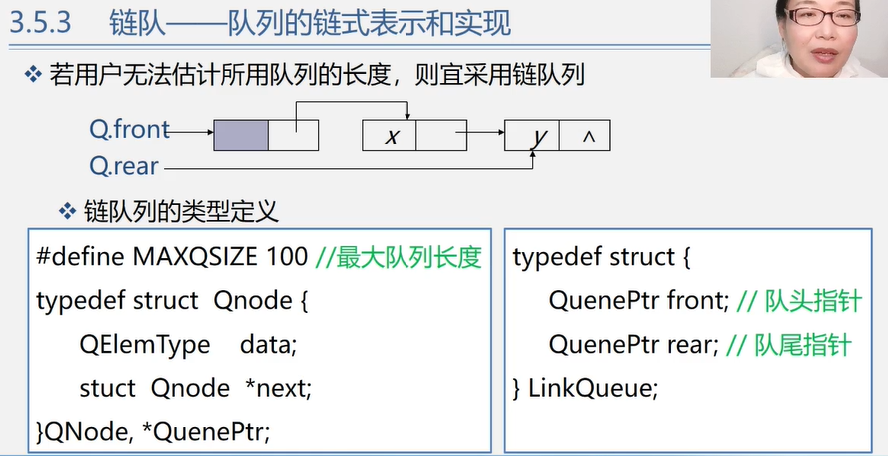 3.5.3 链队——队列的链式表示和实现
❖ 若用户无法估计所用队列的长度，则宜采用链队列
Q.front
x
y
^
Q.rear
❖ 链队列的类型定义
#define MAXQSIZE 100 //最大队列长度
typedef struct Qnode {
QElemType data;
stuct Qnode *next;
}QNode, *QuenePtr;
typedef struct {
QuenePtr front; // 队头指针
QuenePtr rear; // 队尾指针
} LinkQueue;